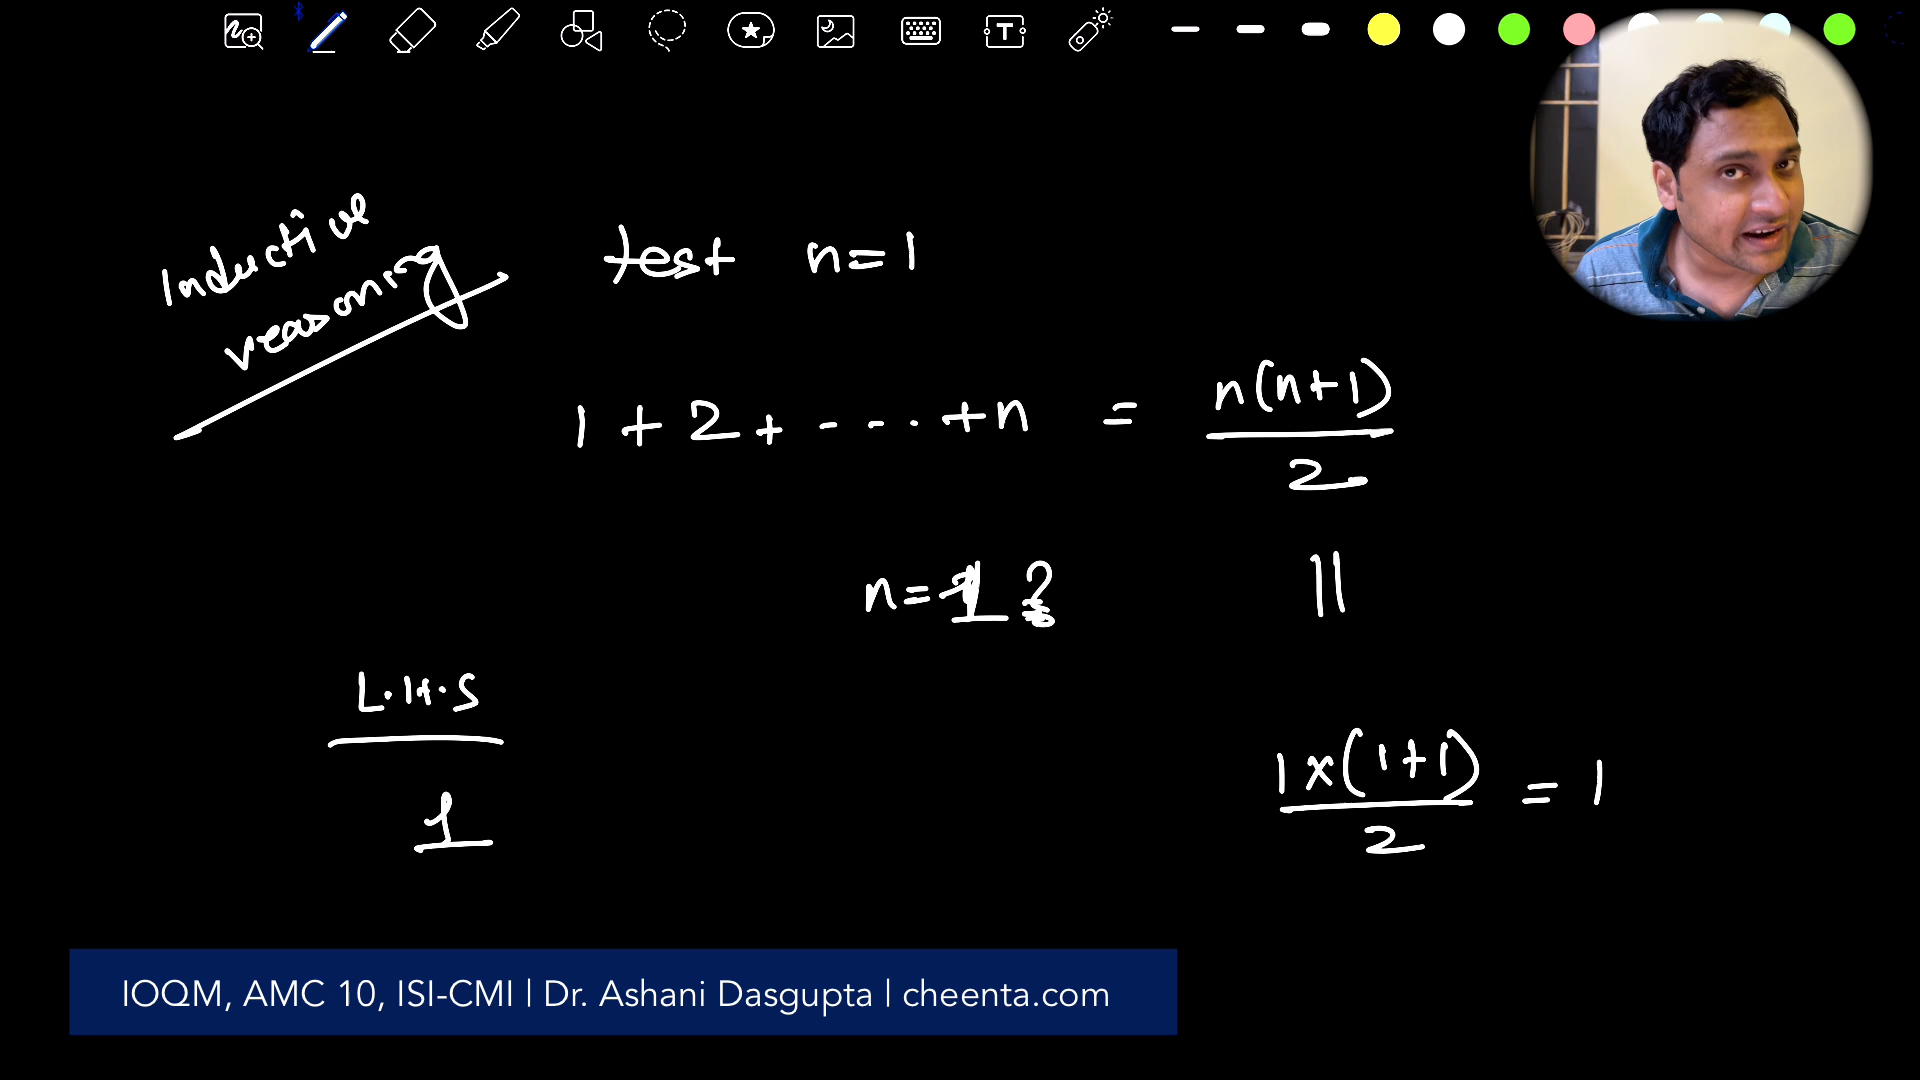 Inductive
reasoning
test n=1
1 + 2 + - - . . + n = n(n+1)
2
n=1 ?
L.H.S
1
1 x (1+1) = 1
2
IOQM, AMC 10, ISI-CMI | Dr. Ashani Dasgupta | cheenta.com